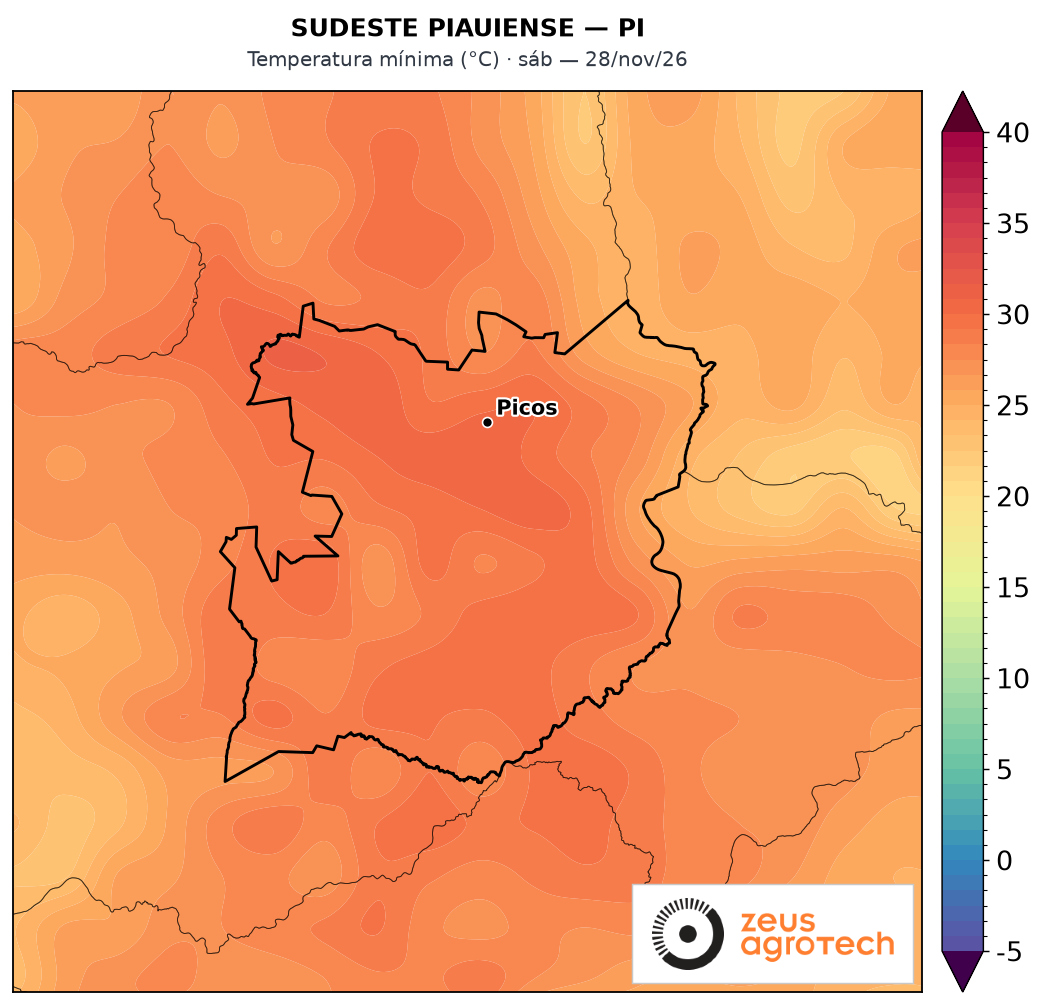 SUDESTE PIAUIENSE — PI
Temperatura mínima (°C) · sáb — 28/nov/26
Picos
40
35
30
25
20
15
10
5
0
-5
zeus
agrotech